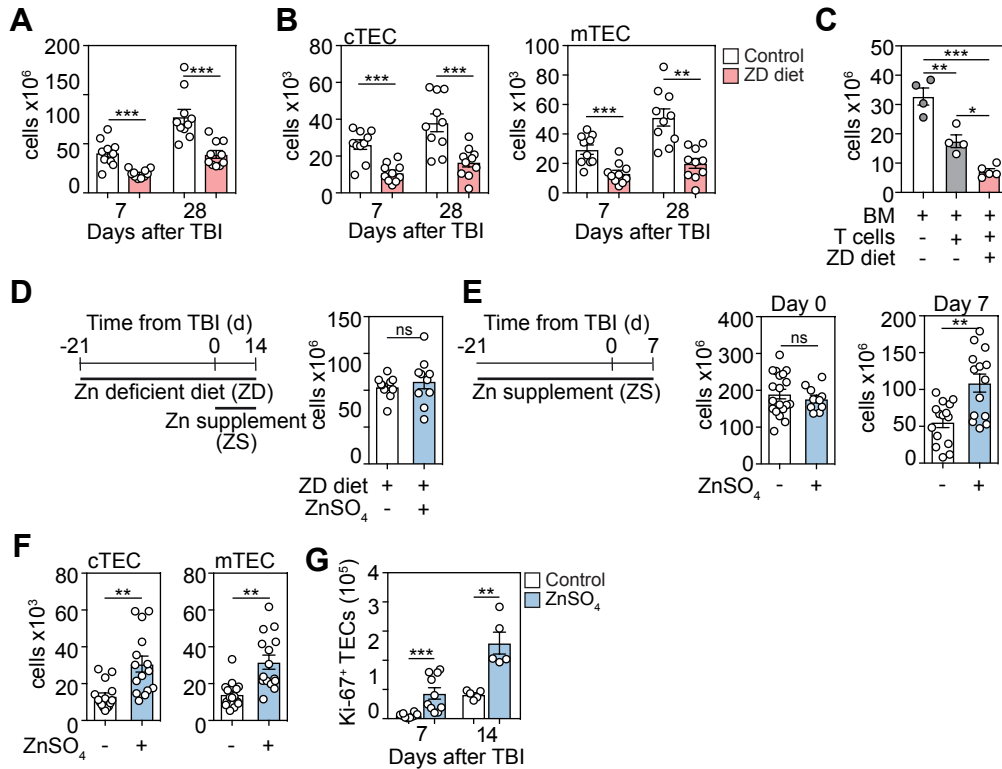 A
cells x10⁶
200
100
50
0
***
***
7 28
Days after TBI
B
cTEC
cells x10³
80
60
40
20
0
***
***
7 28
Days after TBI
mTEC
100
80
60
40
20
0
***
**
7 28
Days after TBI
Control
ZD diet
C
cells x10⁶
50
40
30
20
10
0
***
**
*
BM + + +
T cells - + +
ZD diet - - +
D
Time from TBI (d)
-21 0 14
Zn deficient diet (ZD)
Zn supplement
(ZS)
cells x10⁶
150
100
50
0
ns
ZD diet + +
ZnSO₄ - +
E
Time from TBI (d)
-21 0 7
Zn supplement (ZS)
Day 0
cells x10⁶
400
300
200
100
0
ns
ZnSO₄ - +
Day 7
cells x10⁶
200
150
100
50
0
**
- +
F
cTEC
cells x10³
80
60
40
20
0
**
ZnSO₄ - +
mTEC
80
60
40
20
0
**
- +
G
Ki-67⁺ TECs (10⁵)
4
3
2
1
0
***
**
7 14
Days after TBI
Control
ZnSO₄